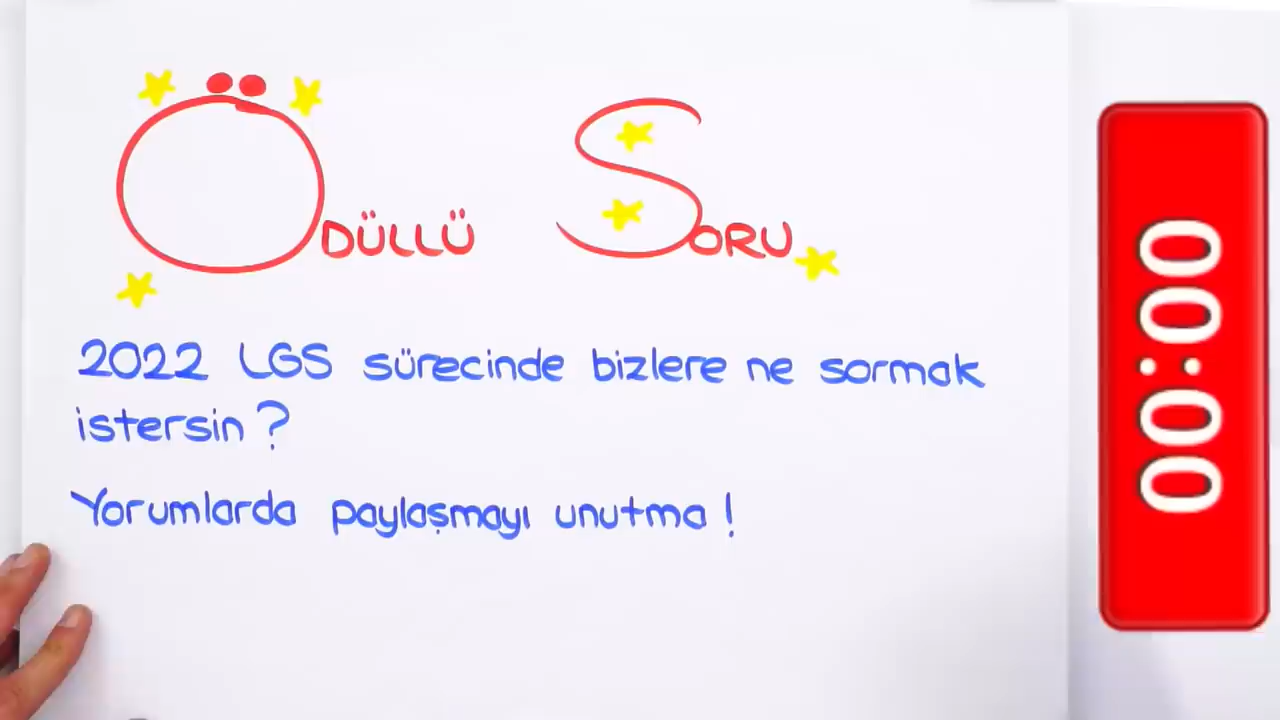 ÖDÜLLÜ SORU
2022 LGS sürecinde bizlere ne sormak
istersin?
Yorumlarda paylaşmayı unutma!
00:00